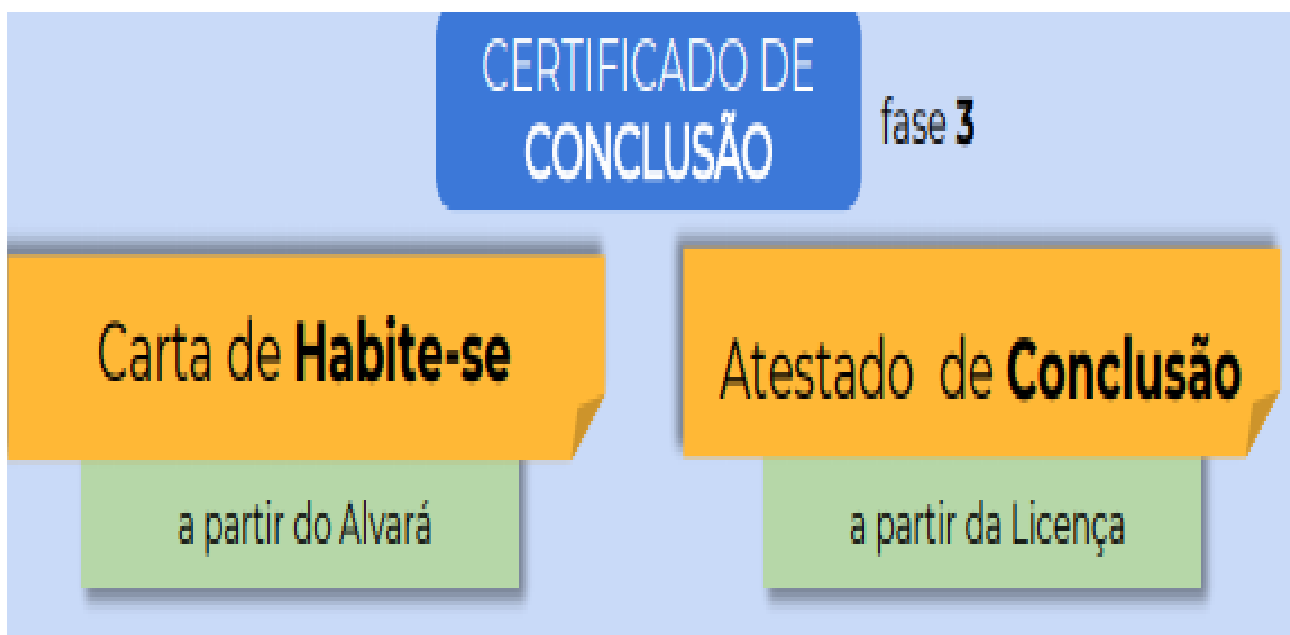 CERTIFICADO DE
CONCLUSÃO
fase 3
Carta de Habite-se
a partir do Alvará
Atestado de Conclusão
a partir da Licença